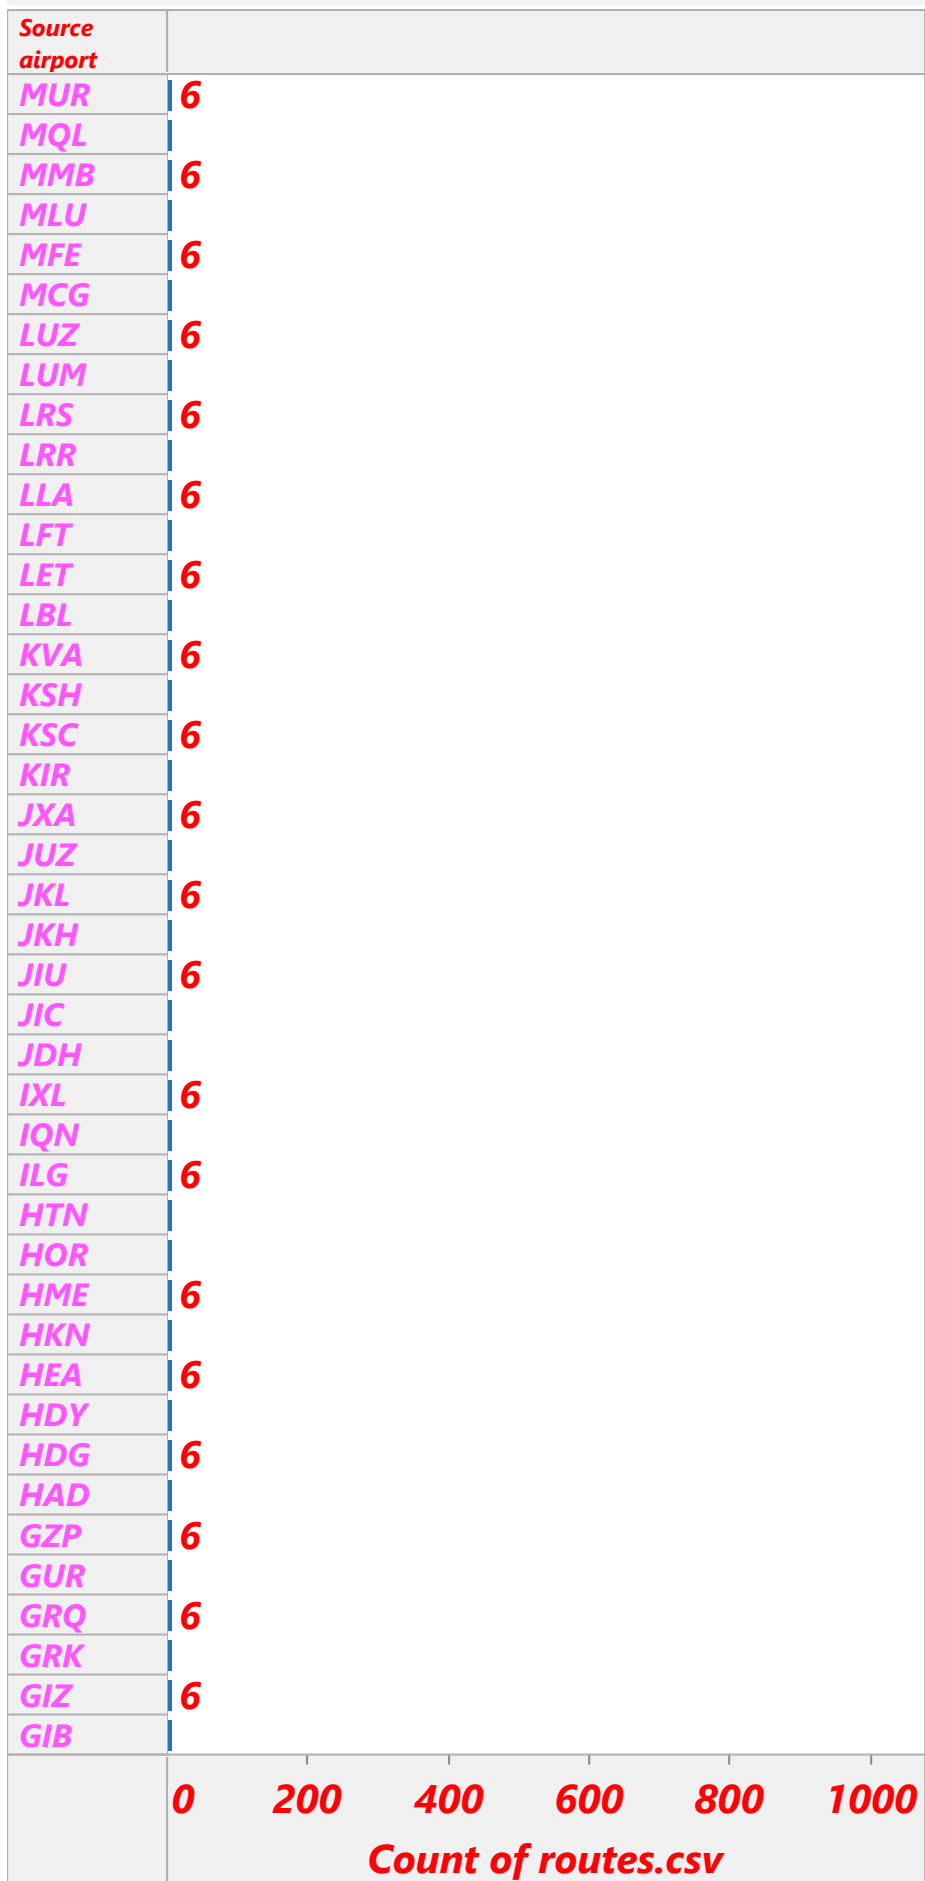 Source
airport
MUR 6
MQL
MMB 6
MLU
MFE 6
MCG
LUZ 6
LUM
LRS 6
LRR
LLA 6
LFT
LET 6
LBL
KVA 6
KSH
KSC 6
KIR
JXA 6
JUZ
JKL 6
JKH
JIU 6
JIC
JDH
IXL 6
IQN
ILG 6
HTN
HOR
HME 6
HKN
HEA 6
HDY
HDG 6
HAD
GZP 6
GUR
GRQ 6
GRK
GIZ 6
GIB
0 200 400 600 800 1000
Count of routes.csv